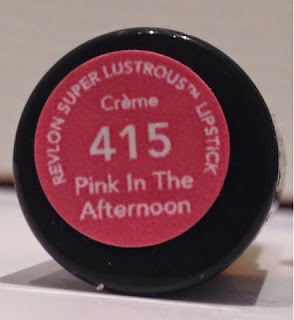 REVLON SUPER LUSTROUS™ LIPSTICK
Crème
415
Pink In The
Afternoon